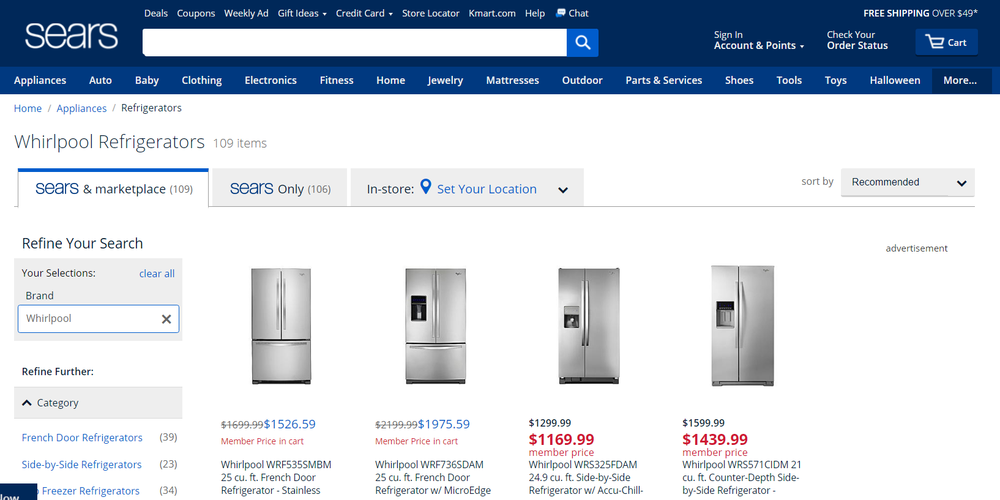 Deals Coupons Weekly Ad Gift Ideas Credit Card Store Locator Kmart.com Help Chat
FREE SHIPPING OVER $49*
sears
Sign In
Account & Points
Check Your
Order Status
Cart
Appliances Auto Baby Clothing Electronics Fitness Home Jewelry Mattresses Outdoor Parts & Services Shoes Tools Toys Halloween More...
Home / Appliances / Refrigerators
Whirlpool Refrigerators 109 items
sears & marketplace (109)
sears Only (106)
In-store: Set Your Location
sort by Recommended
Refine Your Search
advertisement
Your Selections: clear all
Brand
Whirlpool
Refine Further:
Category
French Door Refrigerators (39)
Side-by-Side Refrigerators (23)
Freezer Refrigerators (34)
$1699.99$1526.59
Member Price in cart
Whirlpool WRF535SMBM
25 cu. ft. French Door
Refrigerator - Stainless
$2199.99$1975.59
Member Price in cart
Whirlpool WRF736SDAM
25 cu. ft. French Door
Refrigerator w/ MicroEdge
$1299.99
$1169.99
member price
Whirlpool WRS325FDAM
24.9 cu. ft. Side-by-Side
Refrigerator w/ Accu-Chill-
$1599.99
$1439.99
member price
Whirlpool WRS571CIDM 21
cu. ft. Counter-Depth Side-
by-Side Refrigerator -